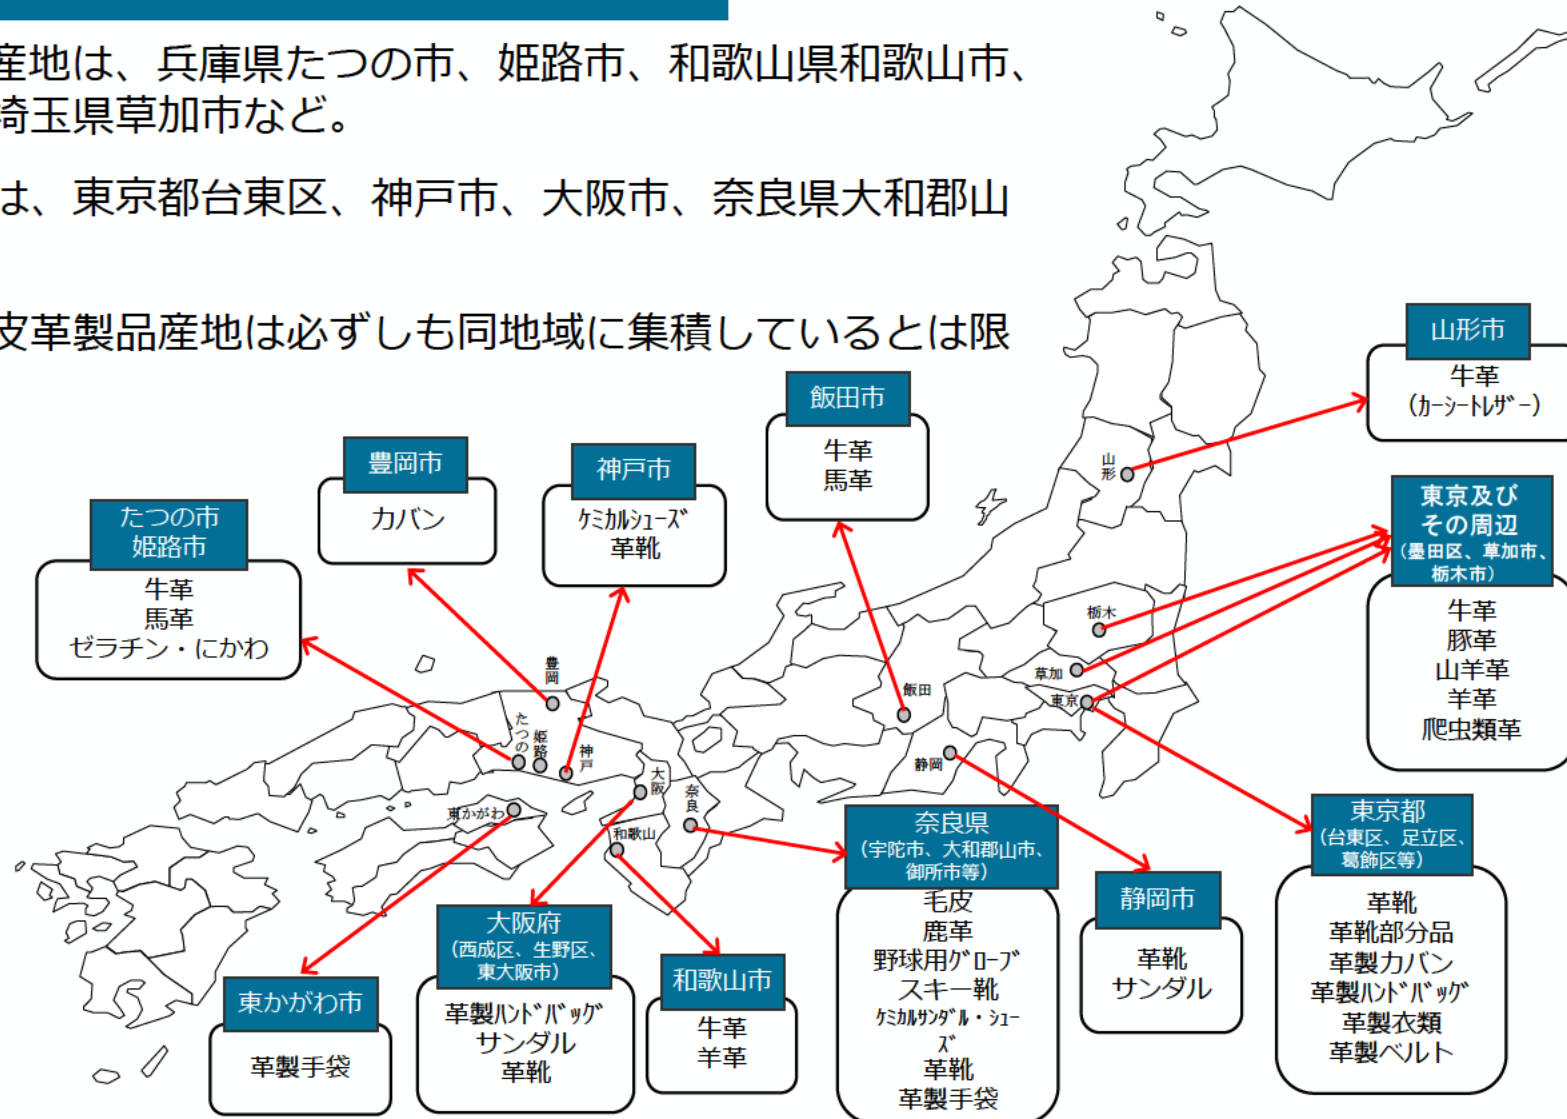 産地は、兵庫県たつの市、姫路市、和歌山県和歌山市、
埼玉県草加市など。
は、東京都台東区、神戸市、大阪市、奈良県大和郡山
皮革製品産地は必ずしも同地域に集積しているとは限
山形市
牛革
(ｶｰｼｰﾄﾚｻﾞｰ)
飯田市
牛革
馬革
豊岡市
カバン
神戸市
ｹﾐｶﾙｼｭｰｽﾞ
革靴
たつの市
姫路市
牛革
馬革
ゼラチン・にかわ
東京及び
その周辺
(墨田区、草加市、
栃木市)
牛革
豚革
山羊革
羊革
爬虫類革
山形
栃木
草加
東京
飯田
静岡
豊岡
たつの
姫路
神戸
大阪
奈良
和歌山
東かがわ
奈良県
(宇陀市、大和郡山市、
御所市等)
毛皮
鹿革
野球用ｸﾞﾛｰﾌﾞ
スキー靴
ｹﾐｶﾙｻﾝﾀﾞﾙ・ｼｭｰ
ｽﾞ
革靴
革製手袋
東京都
(台東区、足立区、
葛飾区等)
革靴
革靴部分品
革製カバン
革製ﾊﾝﾄﾞﾊﾞｯｸﾞ
革製衣類
革製ベルト
静岡市
革靴
サンダル
大阪府
(西成区、生野区、
東大阪市)
革製ﾊﾝﾄﾞﾊﾞｯｸﾞ
サンダル
革靴
和歌山市
牛革
羊革
東かがわ市
革製手袋